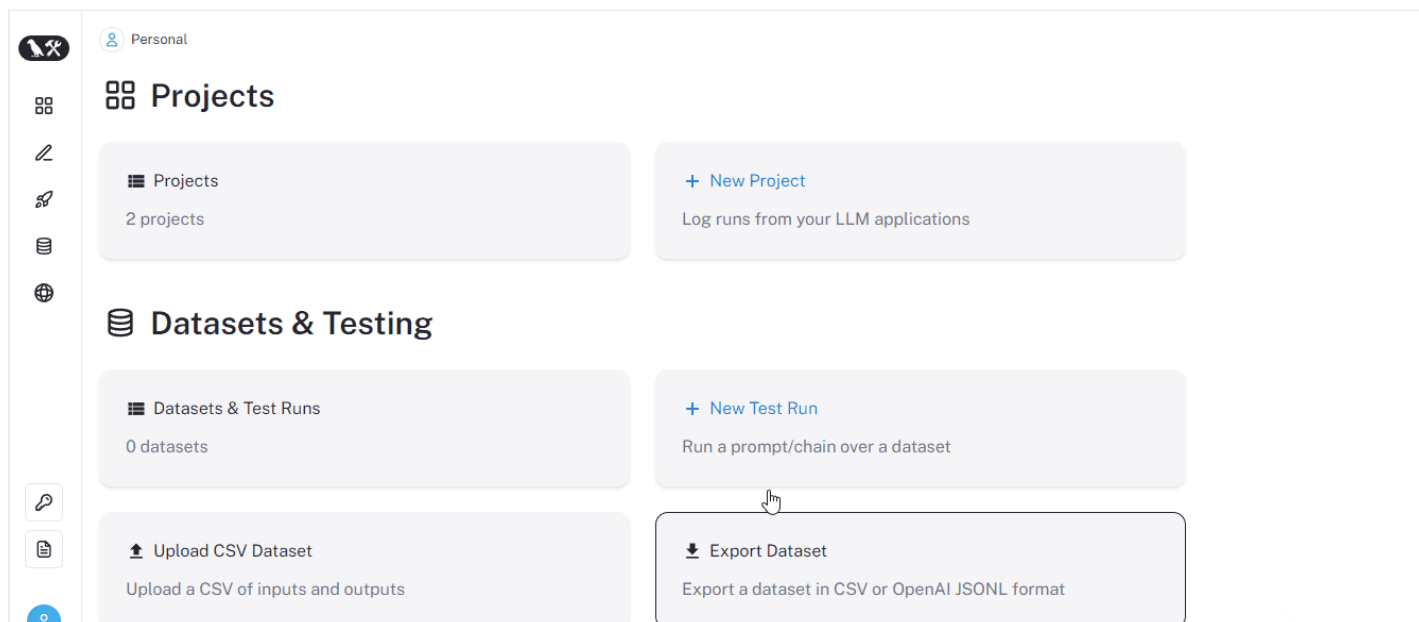 Personal
Projects
Projects
2 projects
+ New Project
Log runs from your LLM applications
Datasets & Testing
Datasets & Test Runs
0 datasets
+ New Test Run
Run a prompt/chain over a dataset
Upload CSV Dataset
Upload a CSV of inputs and outputs
Export Dataset
Export a dataset in CSV or OpenAI JSONL format